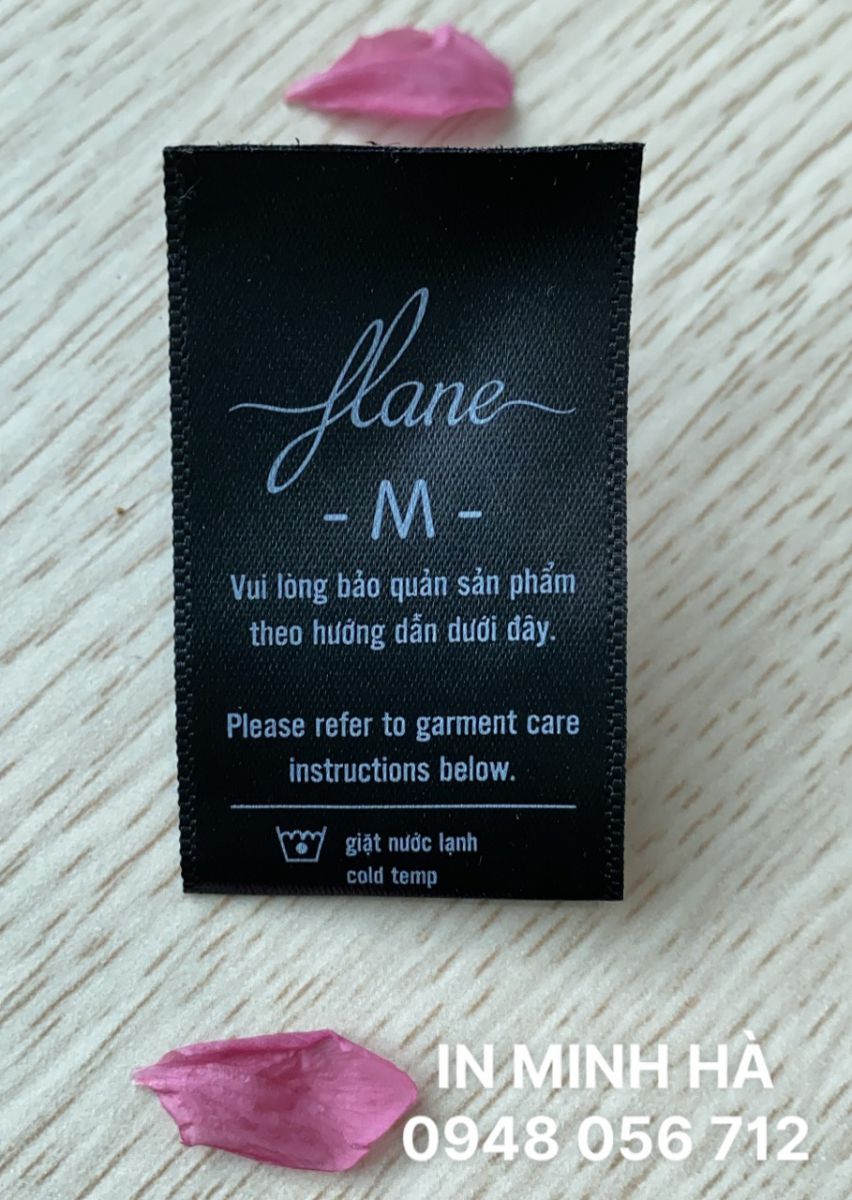 flane
- M -
Vui lòng bảo quản sản phẩm
theo hướng dẫn dưới đây.
Please refer to garment care
instructions below.
giặt nước lạnh
cold temp
IN MINH HÀ
0948 056 712